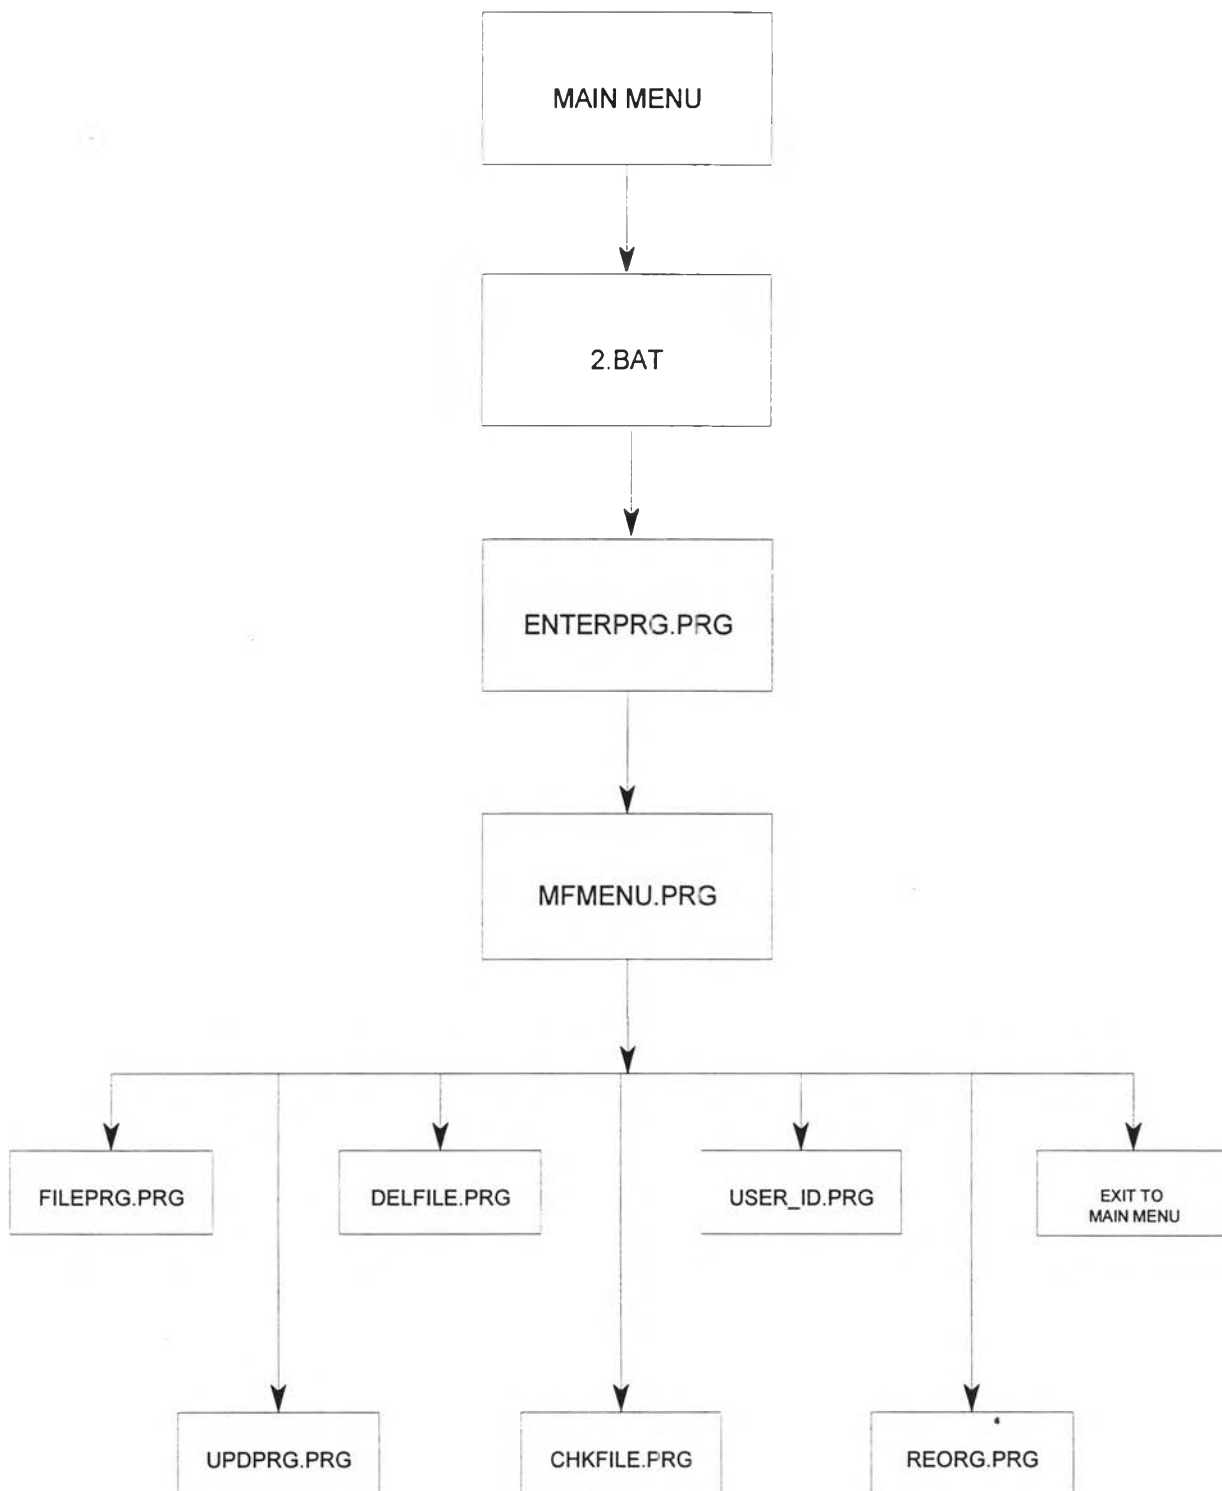 MAIN MENU
2.BAT
ENTERPRG.PRG
MFMENU.PRG
FILEPRG.PRG
DELFILE.PRG
USER_ID.PRG
EXIT TO
MAIN MENU
UPDPRG.PRG
CHKFILE.PRG
REORG.PRG